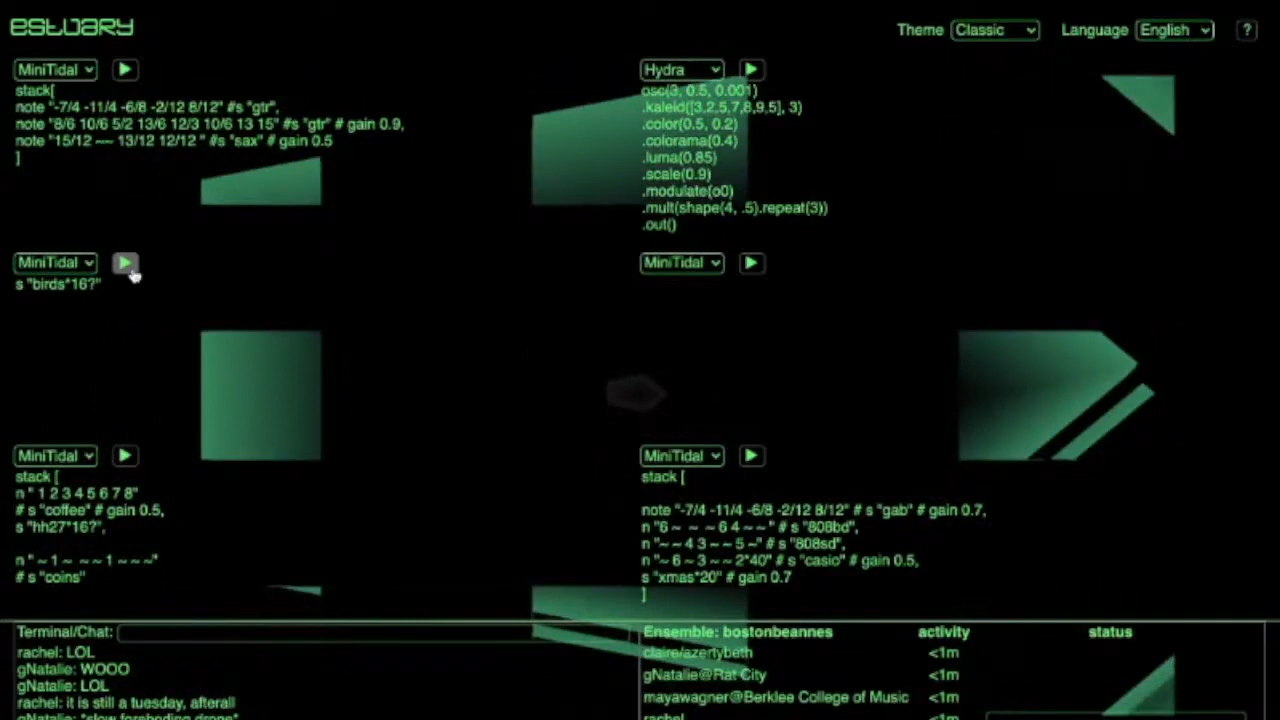 estuary
Theme Classic Language English ?
MiniTidal
stack[
note "-7/4 -11/4 -6/8 -2/12 8/12" #s "gtr",
note "8/6 10/6 5/2 13/6 12/3 10/6 13 15" #s "gtr" # gain 0.9,
note "15/12 ~~ 13/12 12/12 " #s "sax" # gain 0.5
]
Hydra
osc(3, 0.5, 0.001)
.kaleid([3,2,5,7,8,9,5], 3)
.color(0.5, 0.2)
.colorama(0.4)
.luma(0.85)
.scale(0.9)
.modulate(o0)
.mult(shape(4, .5).repeat(3))
.out()
MiniTidal
s "birds*16?"
MiniTidal
MiniTidal
stack [
n " 1 2 3 4 5 6 7 8"
# s "coffee" # gain 0.5,
s "hh27*16?",
n " ~ 1 ~ ~ ~ 1 ~ ~ ~"
# s "coins"
MiniTidal
stack [
note "-7/4 -11/4 -6/8 -2/12 8/12" # s "gab" # gain 0.7,
n "6 ~ ~ ~ 6 4 ~ ~" # s "808bd",
n "~ ~ 4 3 ~ ~ 5 ~" # s "808sd",
n "~ 6 ~ 3 ~ ~ 2*40" # s "casio" # gain 0.5,
s "xmas*20" # gain 0.7
]
Terminal/Chat:
rachel: LOL
gNatalie: WOOO
gNatalie: LOL
rachel: it is still a tuesday, afterall
gNatalie: *slow foreboding drone*
Ensemble: bostonbeannes activity status
claire/azertybeth <1m
gNatalie@Rat City <1m
mayawagner@Berklee College of Music <1m
rachel <1m